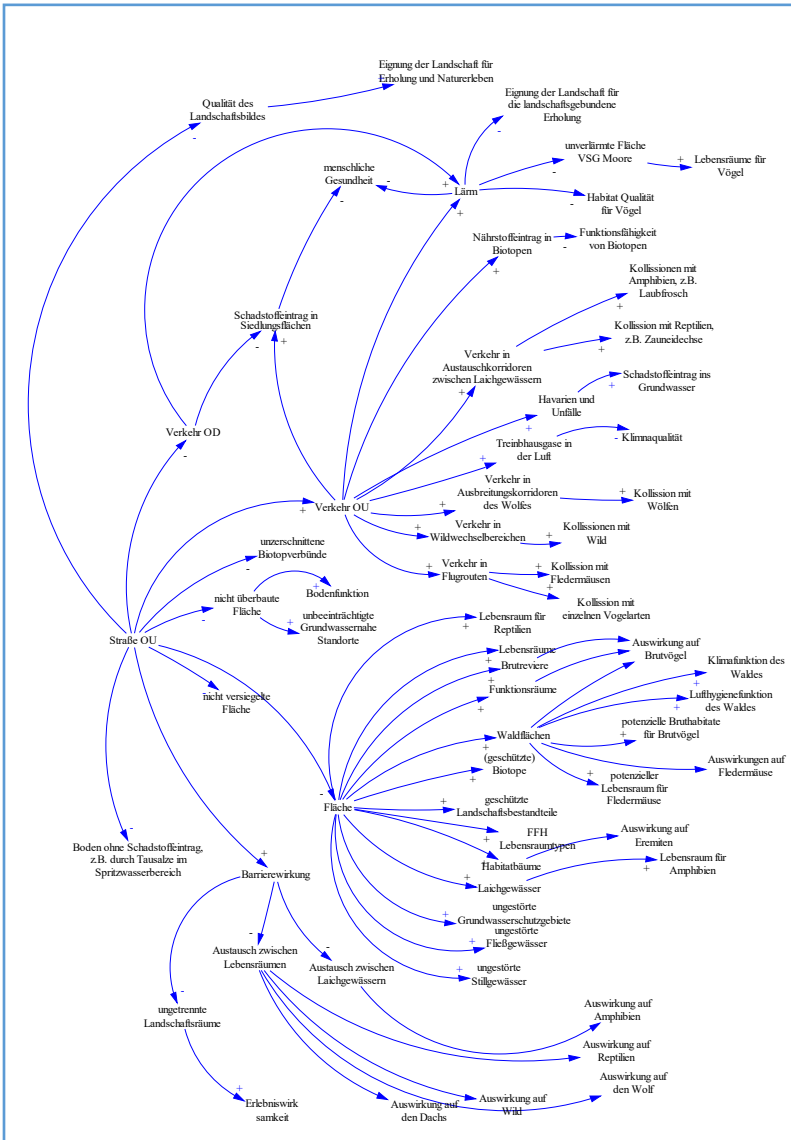 Eignung der Landschaft für
Erholung und Naturerleben
Qualität des
Landschaftsbildes
-
Eignung der Landschaft für
die landschaftsgebundene
Erholung
-
unverlärmte Fläche
VSG Moore
-
+ Lebensräume für
Vögel
menschliche
Gesundheit
-
-
+
Lärm
+
Habitat Qualität
für Vögel
-
Nährstoffeintrag in
Biotopen
+
Funktionsfähigkeit
von Biotopen
-
Kollissionen mit
Amphibien, z.B.
Laubfrosch
+
Kollission mit Reptilien,
z.B. Zauneidechse
+
Schadstoffeintrag in
Siedlungsflächen
-
+
Verkehr in
Austauschkorridoren
zwischen Laichgewässern
+
Schadstoffeintrag ins
Grundwasser
+
Havarien und
Unfälle
+
Verkehr OD
-
Treinbhausgase in
der Luft
+
- Klimnaqualität
Verkehr in
Ausbreitungskorridoren
des Wolfes
+
Kollission mit
Wölfen
+
Verkehr OU
+
Verkehr in
Wildwechselbereichen
+
Kollissionen mit
Wild
+
unzerschnittene
Biotopverbünde
-
Verkehr in
Flugrouten
+
Kollission mit
Fledermäusen
+
Kollission mit
einzelnen Vogelarten
+
nicht überbaute
Fläche
-
Bodenfunktion
+
unbeeinträchtigte
Grundwassernahe
Standorte
+
Straße OU
nicht versiegelte
Fläche
-
Lebensraum für
Reptilien
+
Lebensräume
+
Brutreviere
+
Funktionsräume
+
Auswirkung auf
Brutvögel
Klimafunktion des
Waldes
+
Lufthygienefunktion
des Waldes
+
Waldflächen
+
potenzielle Bruthabitate
für Brutvögel
+
(geschützte)
Biotope
+
Auswirkungen auf
Fledermäuse
potenzieller
Lebensraum für
Fledermäuse
+
Fläche
-
geschützte
Landschaftsbestandteile
+
FFH
Lebensraumtypen
+
Auswirkung auf
Eremiten
Habitatbäume
+
Lebensraum für
Amphibien
+
Laichgewässer
+
Boden ohne Schadstoffeintrag,
z.B. durch Tausalze im
Spritzwasserbereich
-
Barrierewirkung
+
ungestörte
Grundwasserschutzgebiete
+
ungestörte
Fließgewässer
+
ungestörte
Stillgewässer
+
Austausch zwischen
Lebensräumen
-
Austausch zwischen
Laichgewässern
-
ungetrennte
Landschaftsräume
-
Auswirkung auf
Amphibien
Auswirkung auf
Reptilien
Auswirkung auf
den Wolf
Erlebniswirk
samkeit
+
Auswirkung auf
den Dachs
Auswirkung auf
Wild